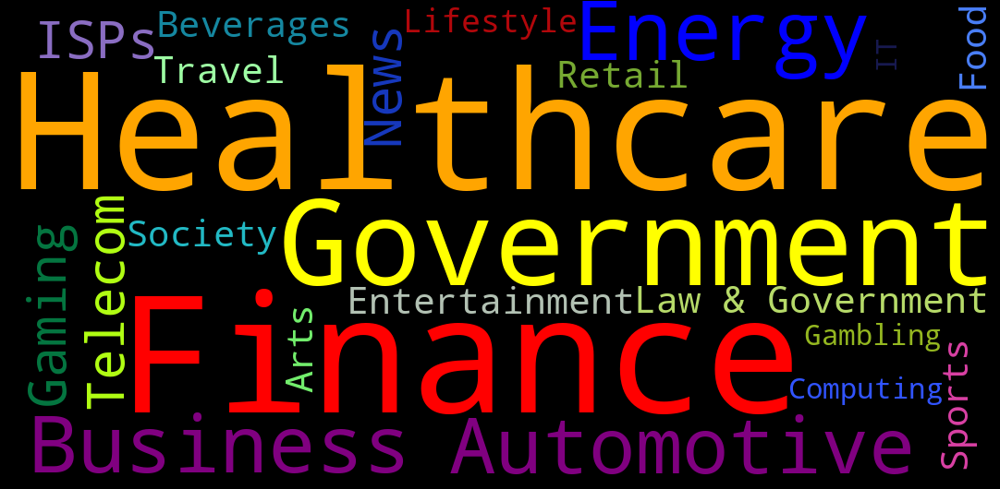 ISPs
Beverages
Lifestyle
Energy
IT
Food
Travel
News
Retail
Healthcare
Gaming
Telecom
Society
Government
Finance
Arts
Entertainment
Law & Government
Gambling
Computing
Sports
Business
Automotive